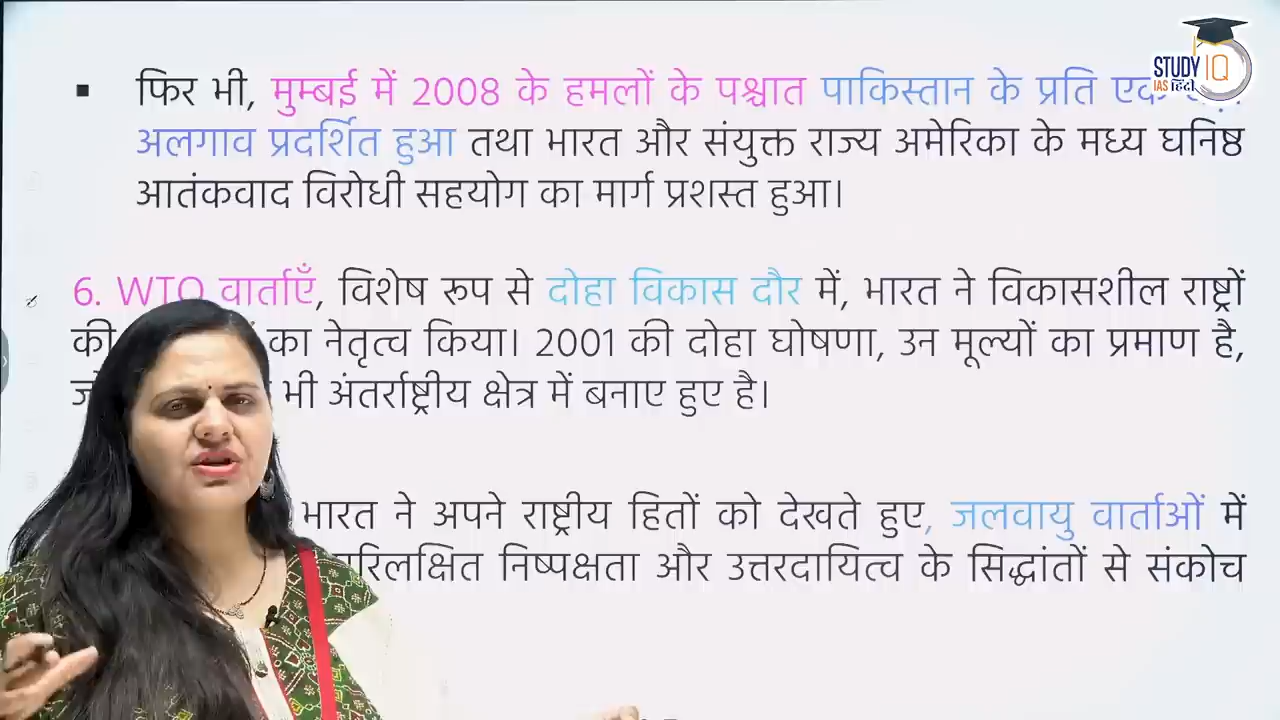 STUDY IQ
IAS हिंदी
▪ फिर भी, मुम्बई में 2008 के हमलों के पश्चात पाकिस्तान के प्रति एक
अलगाव प्रदर्शित हुआ तथा भारत और संयुक्त राज्य अमेरिका के मध्य घनिष्ठ
आतंकवाद विरोधी सहयोग का मार्ग प्रशस्त हुआ।
6. WTO वार्ताएँ, विशेष रूप से दोहा विकास दौर में, भारत ने विकासशील राष्ट्रों
की का नेतृत्व किया। 2001 की दोहा घोषणा, उन मूल्यों का प्रमाण है,
भी अंतर्राष्ट्रीय क्षेत्र में बनाए हुए है।
भारत ने अपने राष्ट्रीय हितों को देखते हुए, जलवायु वार्ताओं में
निष्पक्षता और उत्तरदायित्व के सिद्धांतों से संकोच